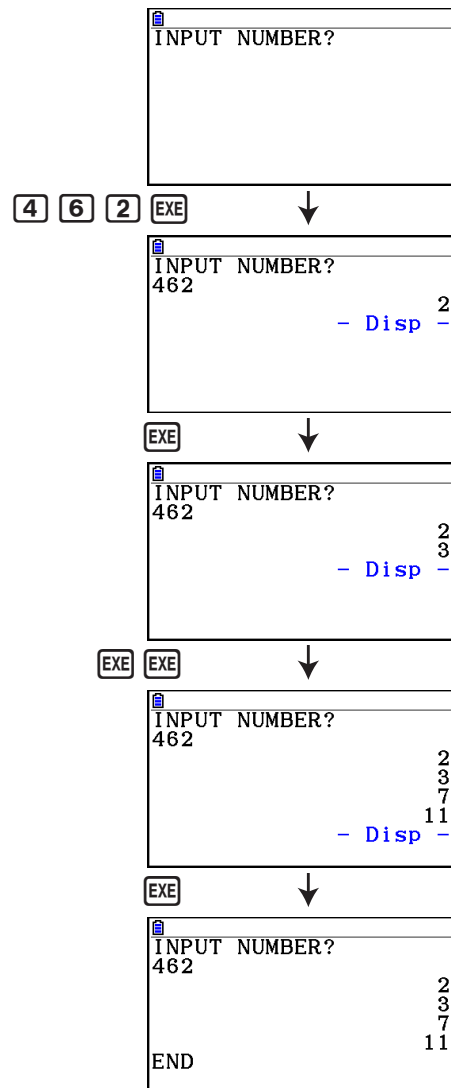 INPUT NUMBER?
4 6 2 EXE
INPUT NUMBER?
462
2
- Disp -
EXE
INPUT NUMBER?
462
2
3
- Disp -
EXE EXE
INPUT NUMBER?
462
2
3
7
11
- Disp -
EXE
INPUT NUMBER?
462
2
3
7
11
END